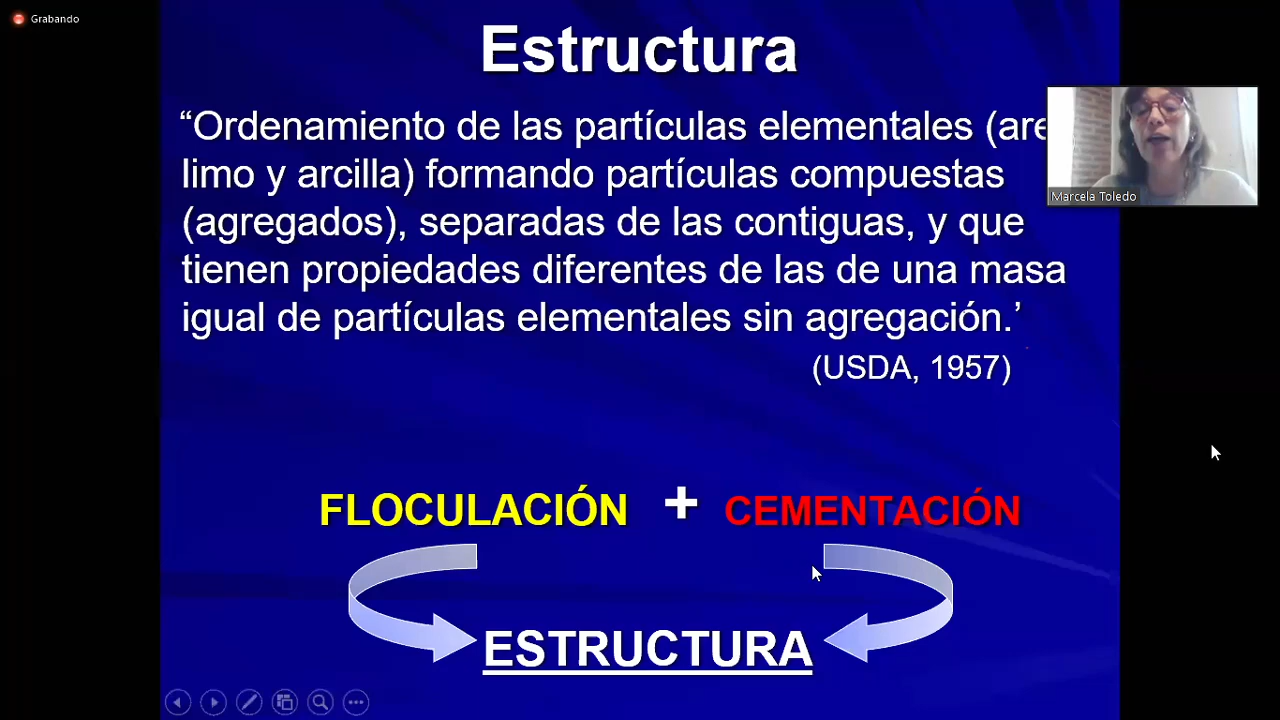 Grabando
Estructura
“Ordenamiento de las partículas elementales (are
limo y arcilla) formando partículas compuestas
(agregados), separadas de las contiguas, y que
tienen propiedades diferentes de las de una masa
igual de partículas elementales sin agregación.’
(USDA, 1957)
Marcela Toledo
FLOCULACIÓN + CEMENTACIÓN
ESTRUCTURA